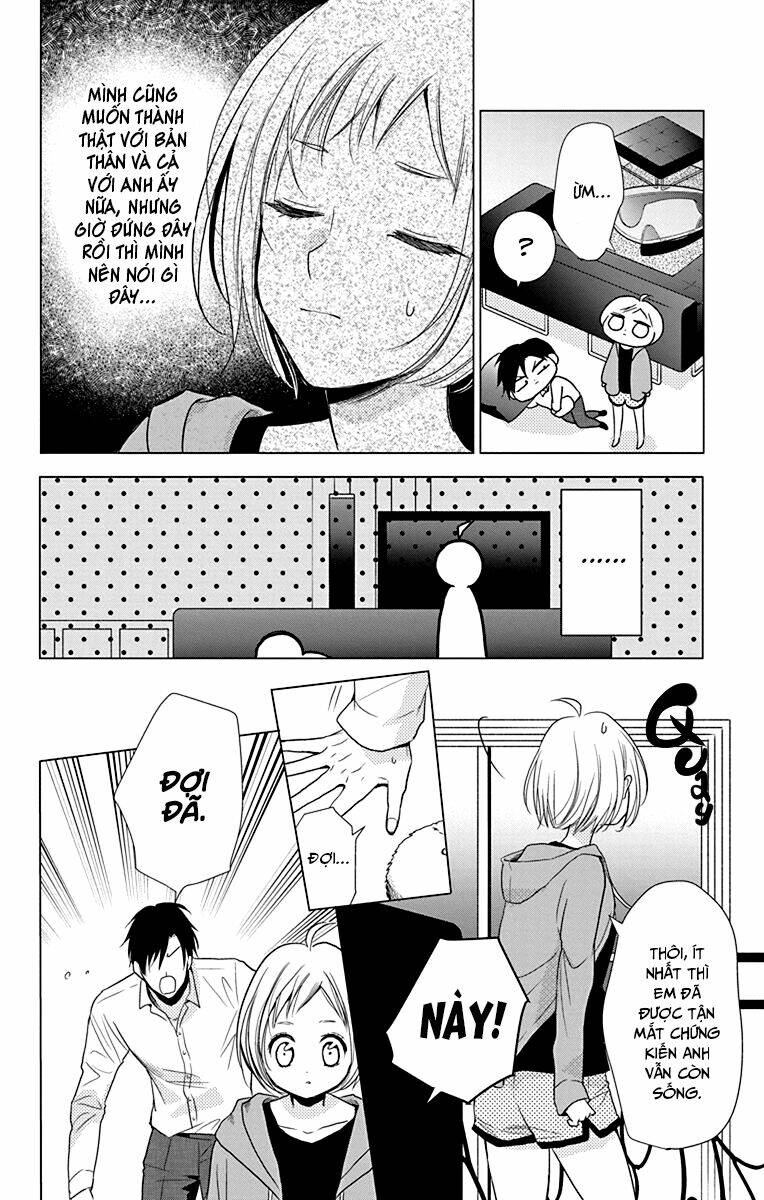 ỪM...
?
MÌNH CŨNG
MUỐN THÀNH
THẬT VỚI BẢN
THÂN VÀ CẢ
VỚI ANH ẤY
NỮA, NHƯNG
GIỜ ĐỨNG ĐÂY
RỒI THÌ MÌNH
NÊN NÓI GÌ
ĐÂY...
.......
QUAY
THÔI, ÍT
NHẤT THÌ
EM ĐÃ
ĐƯỢC TẬN
MẮT CHỨNG
KIẾN ANH
VẪN CÒN
SỐNG.
ĐỢI...
NÀY!
ĐỢI
ĐÃ.